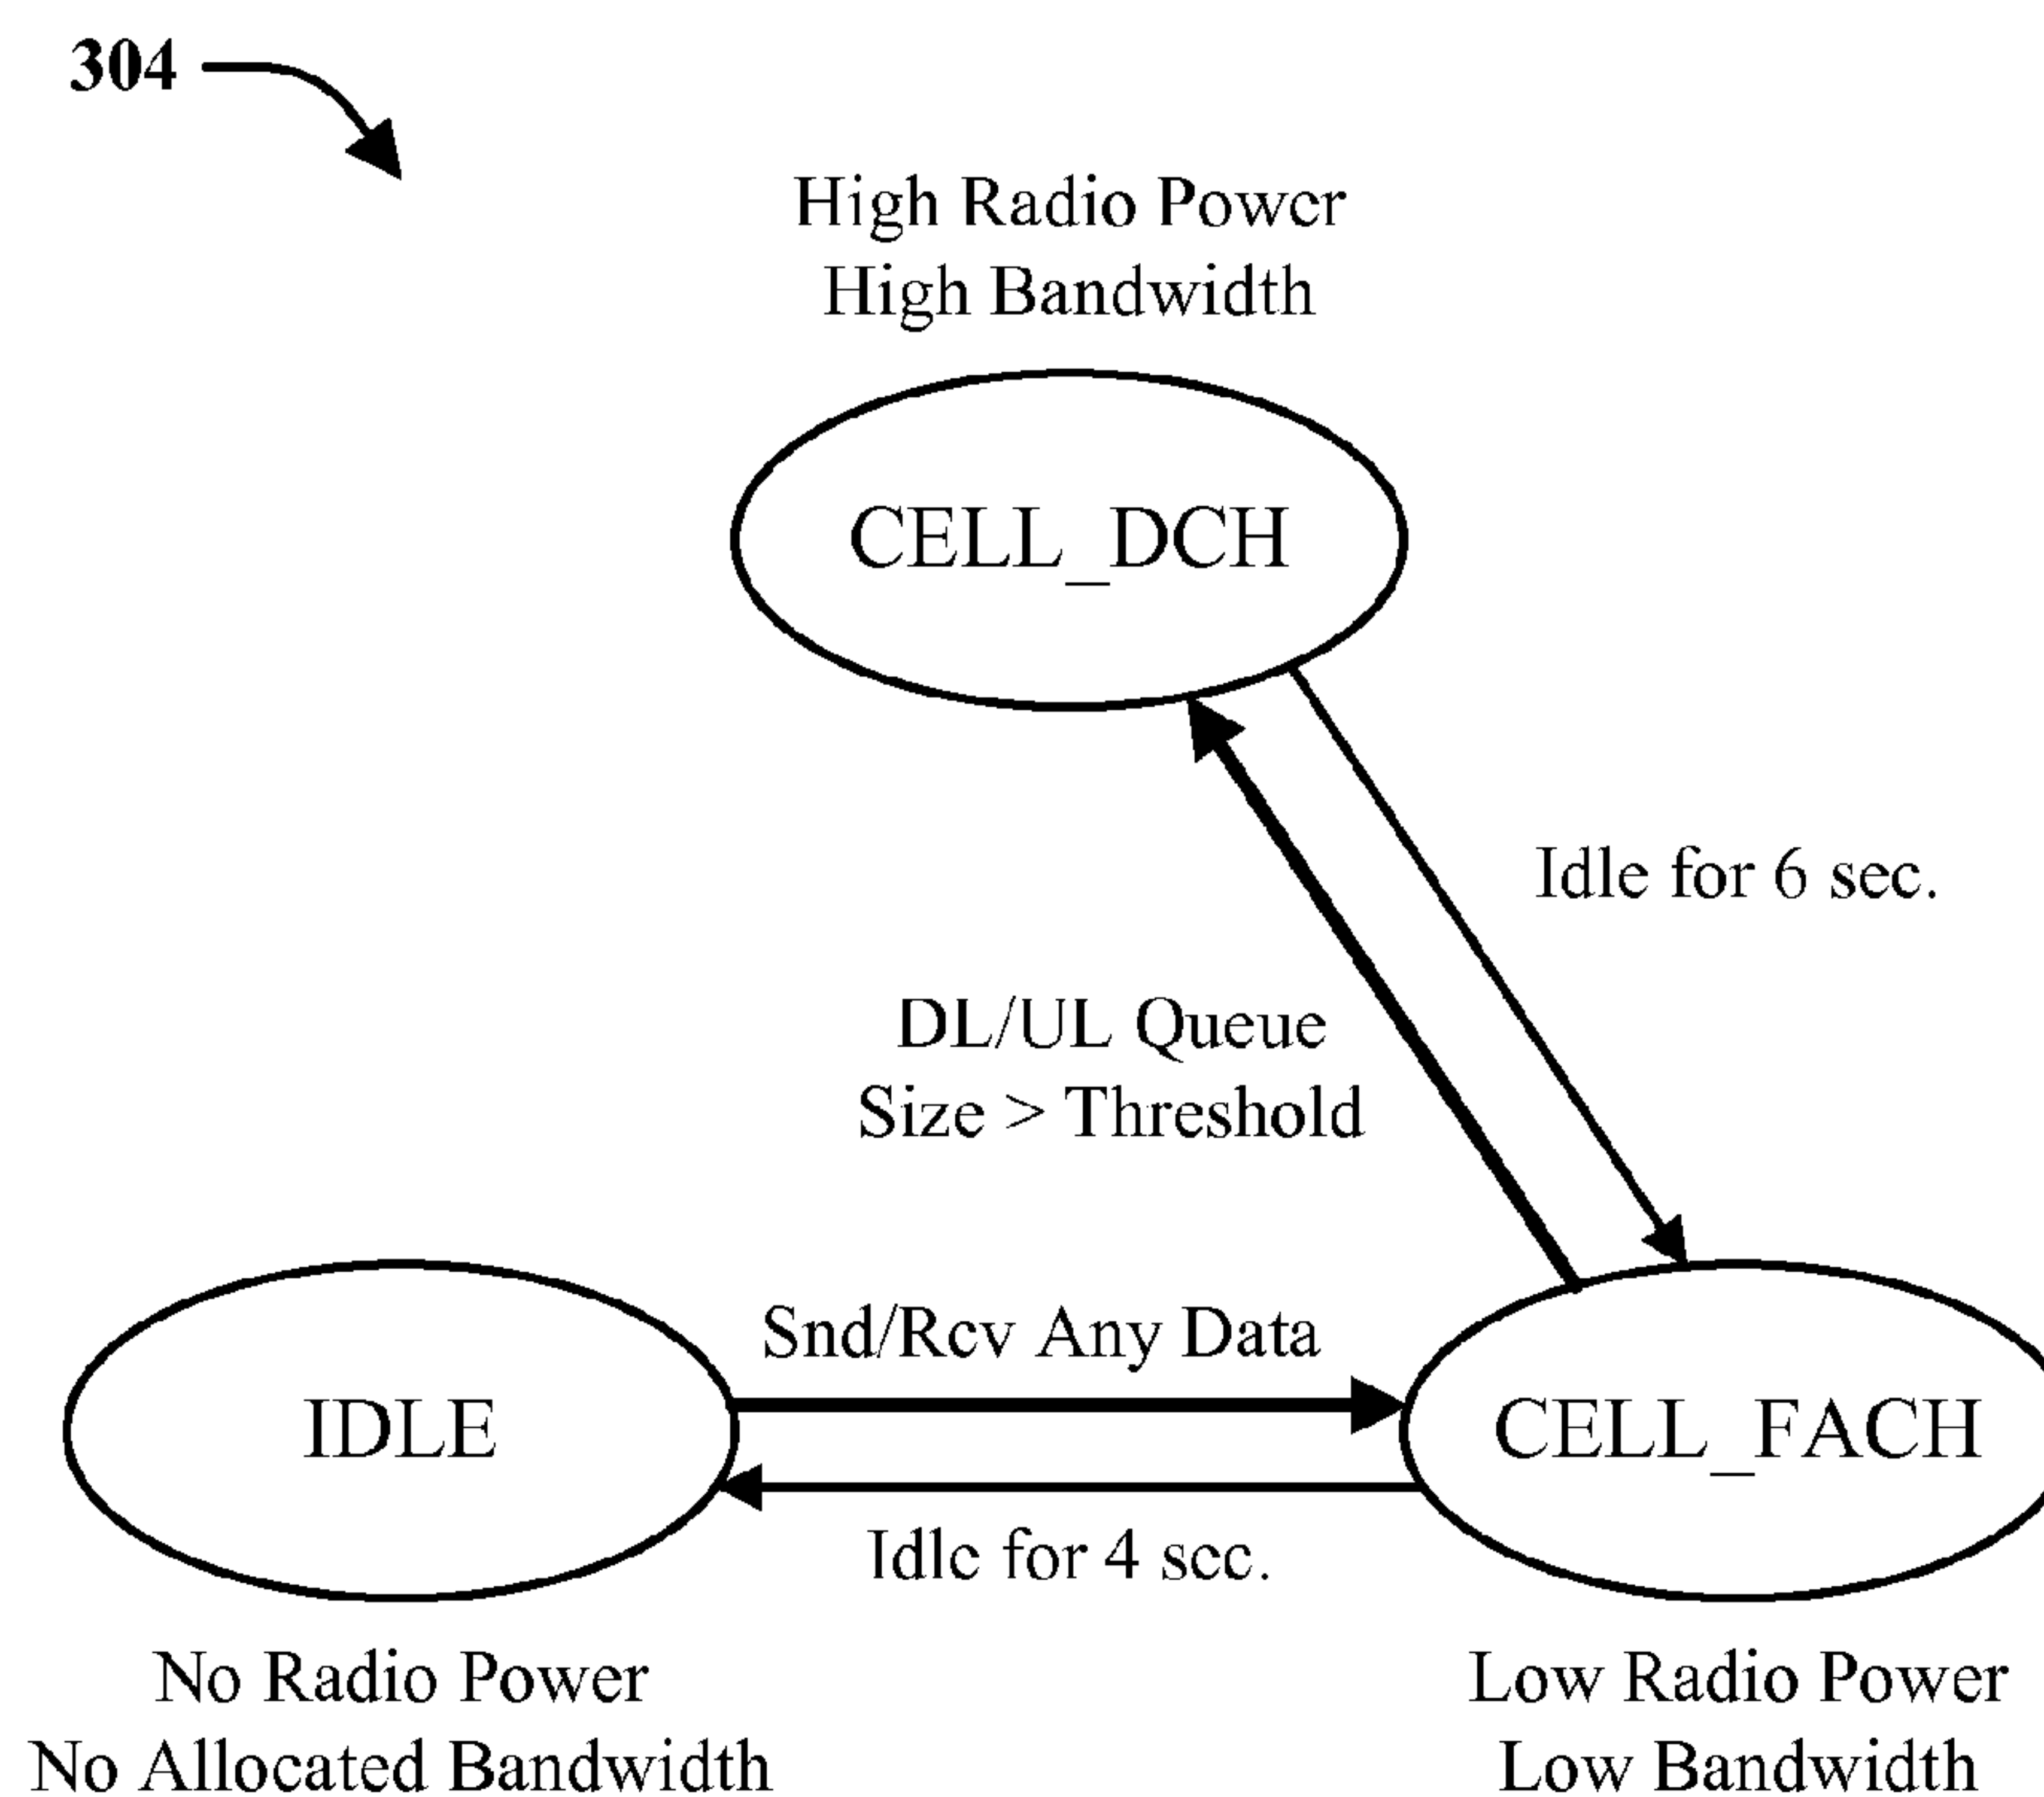 304
High Radio Power
High Bandwidth
CELL_DCH
Idle for 6 sec.
DL/UL Queue
Size > Threshold
Snd/Rcv Any Data
IDLE
CELL_FACH
Idle for 4 sec.
No Radio Power
No Allocated Bandwidth
Low Radio Power
Low Bandwidth